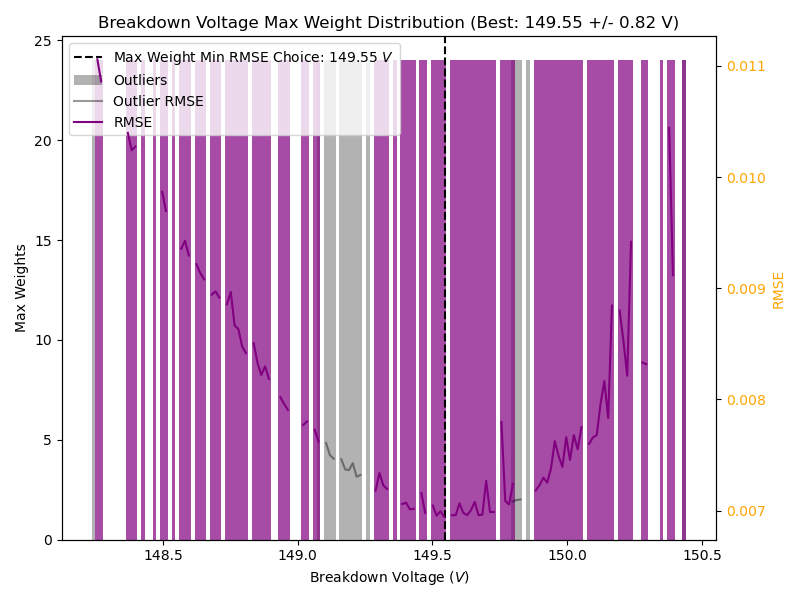 Breakdown Voltage Max Weight Distribution (Best: 149.55 +/- 0.82 V)
Max Weight Min RMSE Choice: 149.55 V
Outliers
Outlier RMSE
RMSE
Max Weights
25
20
15
10
5
0
0.011
0.010
0.009
0.008
0.007
RMSE
148.5
149.0
149.5
150.0
150.5
Breakdown Voltage (V)